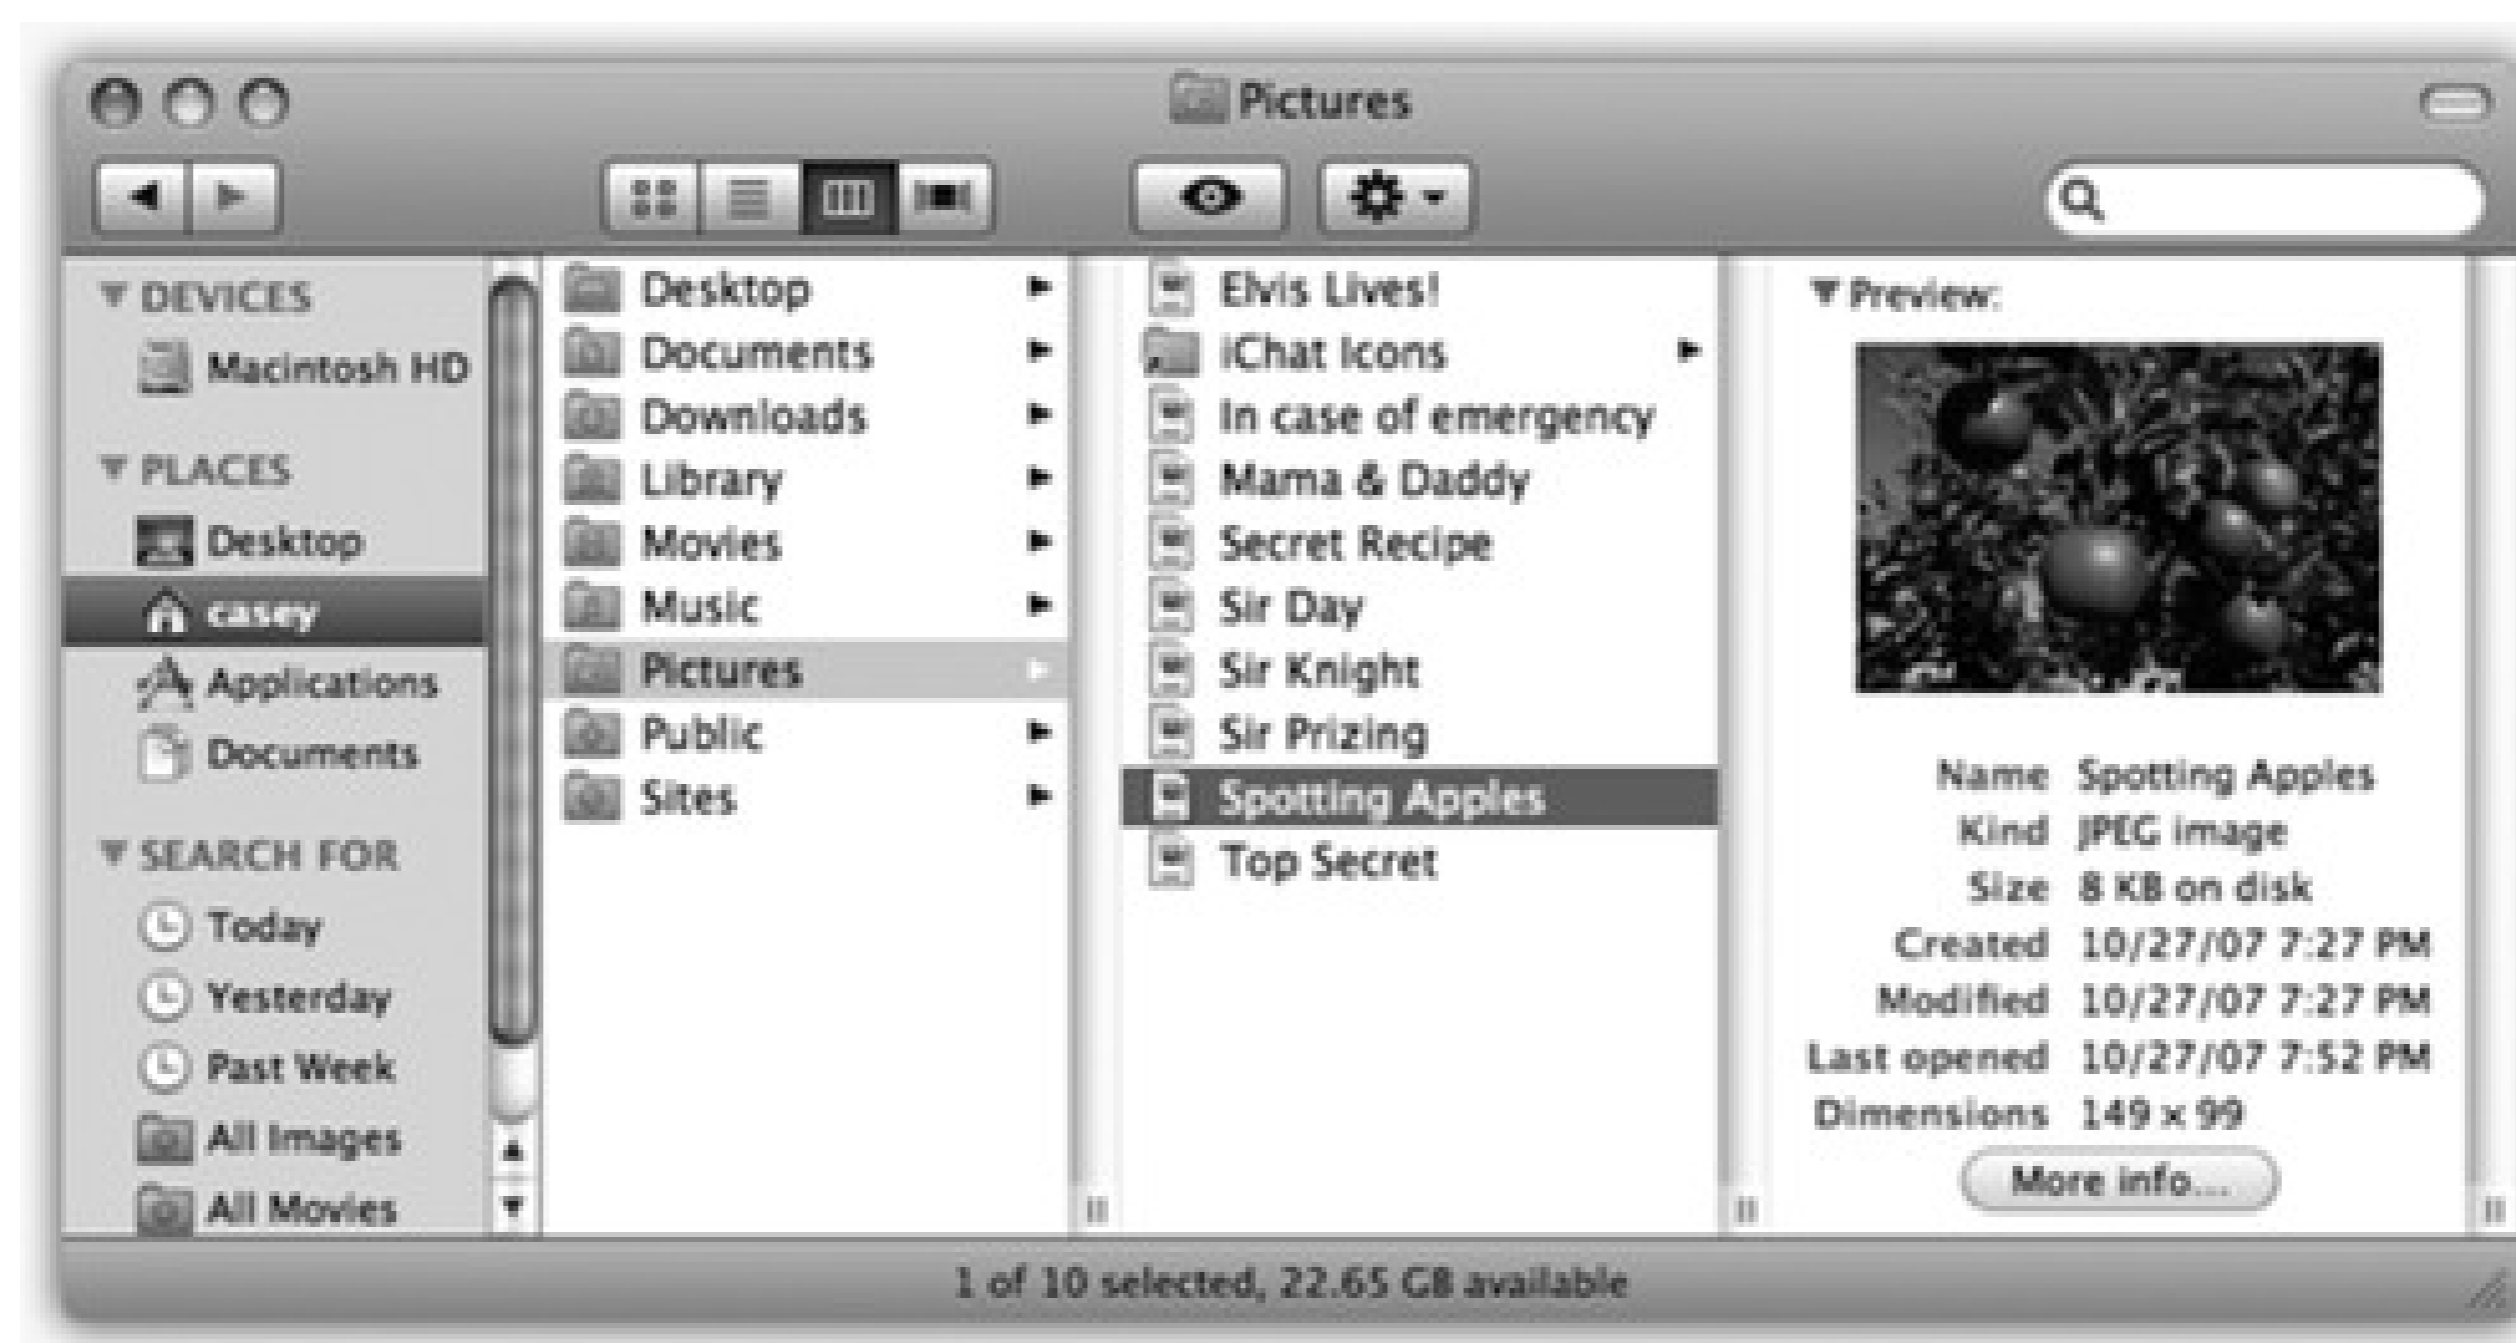 Pictures
DEVICES
Macintosh HD
PLACES
Desktop
casey
Applications
Documents
SEARCH FOR
Today
Yesterday
Past Week
All Images
All Movies
Desktop
Documents
Downloads
Library
Movies
Music
Pictures
Public
Sites
Elvis Lives!
iChat Icons
In case of emergency
Mama & Daddy
Secret Recipe
Sir Day
Sir Knight
Sir Prizing
Spotting Apples
Top Secret
Preview:
Name Spotting Apples
Kind JPEG image
Size 8 KB on disk
Created 10/27/07 7:27 PM
Modified 10/27/07 7:27 PM
Last opened 10/27/07 7:52 PM
Dimensions 149 x 99
More info...
1 of 10 selected, 22.65 GB available